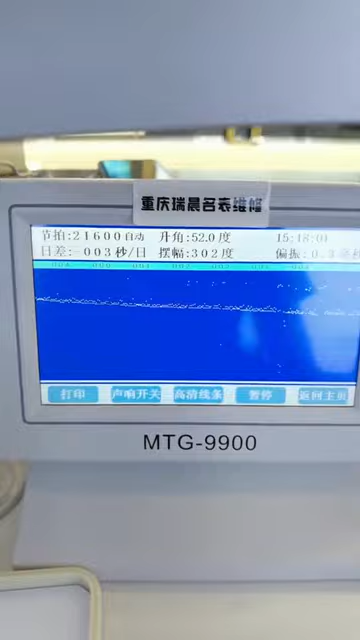 重庆瑞晨名表维修
节拍:21600自动 升角:52.0度 15:18:01
日差:-003秒/日 摆幅:302度 偏振:0.
打印 声响开关 高清线条 暂停 返回主页
MTG-9900